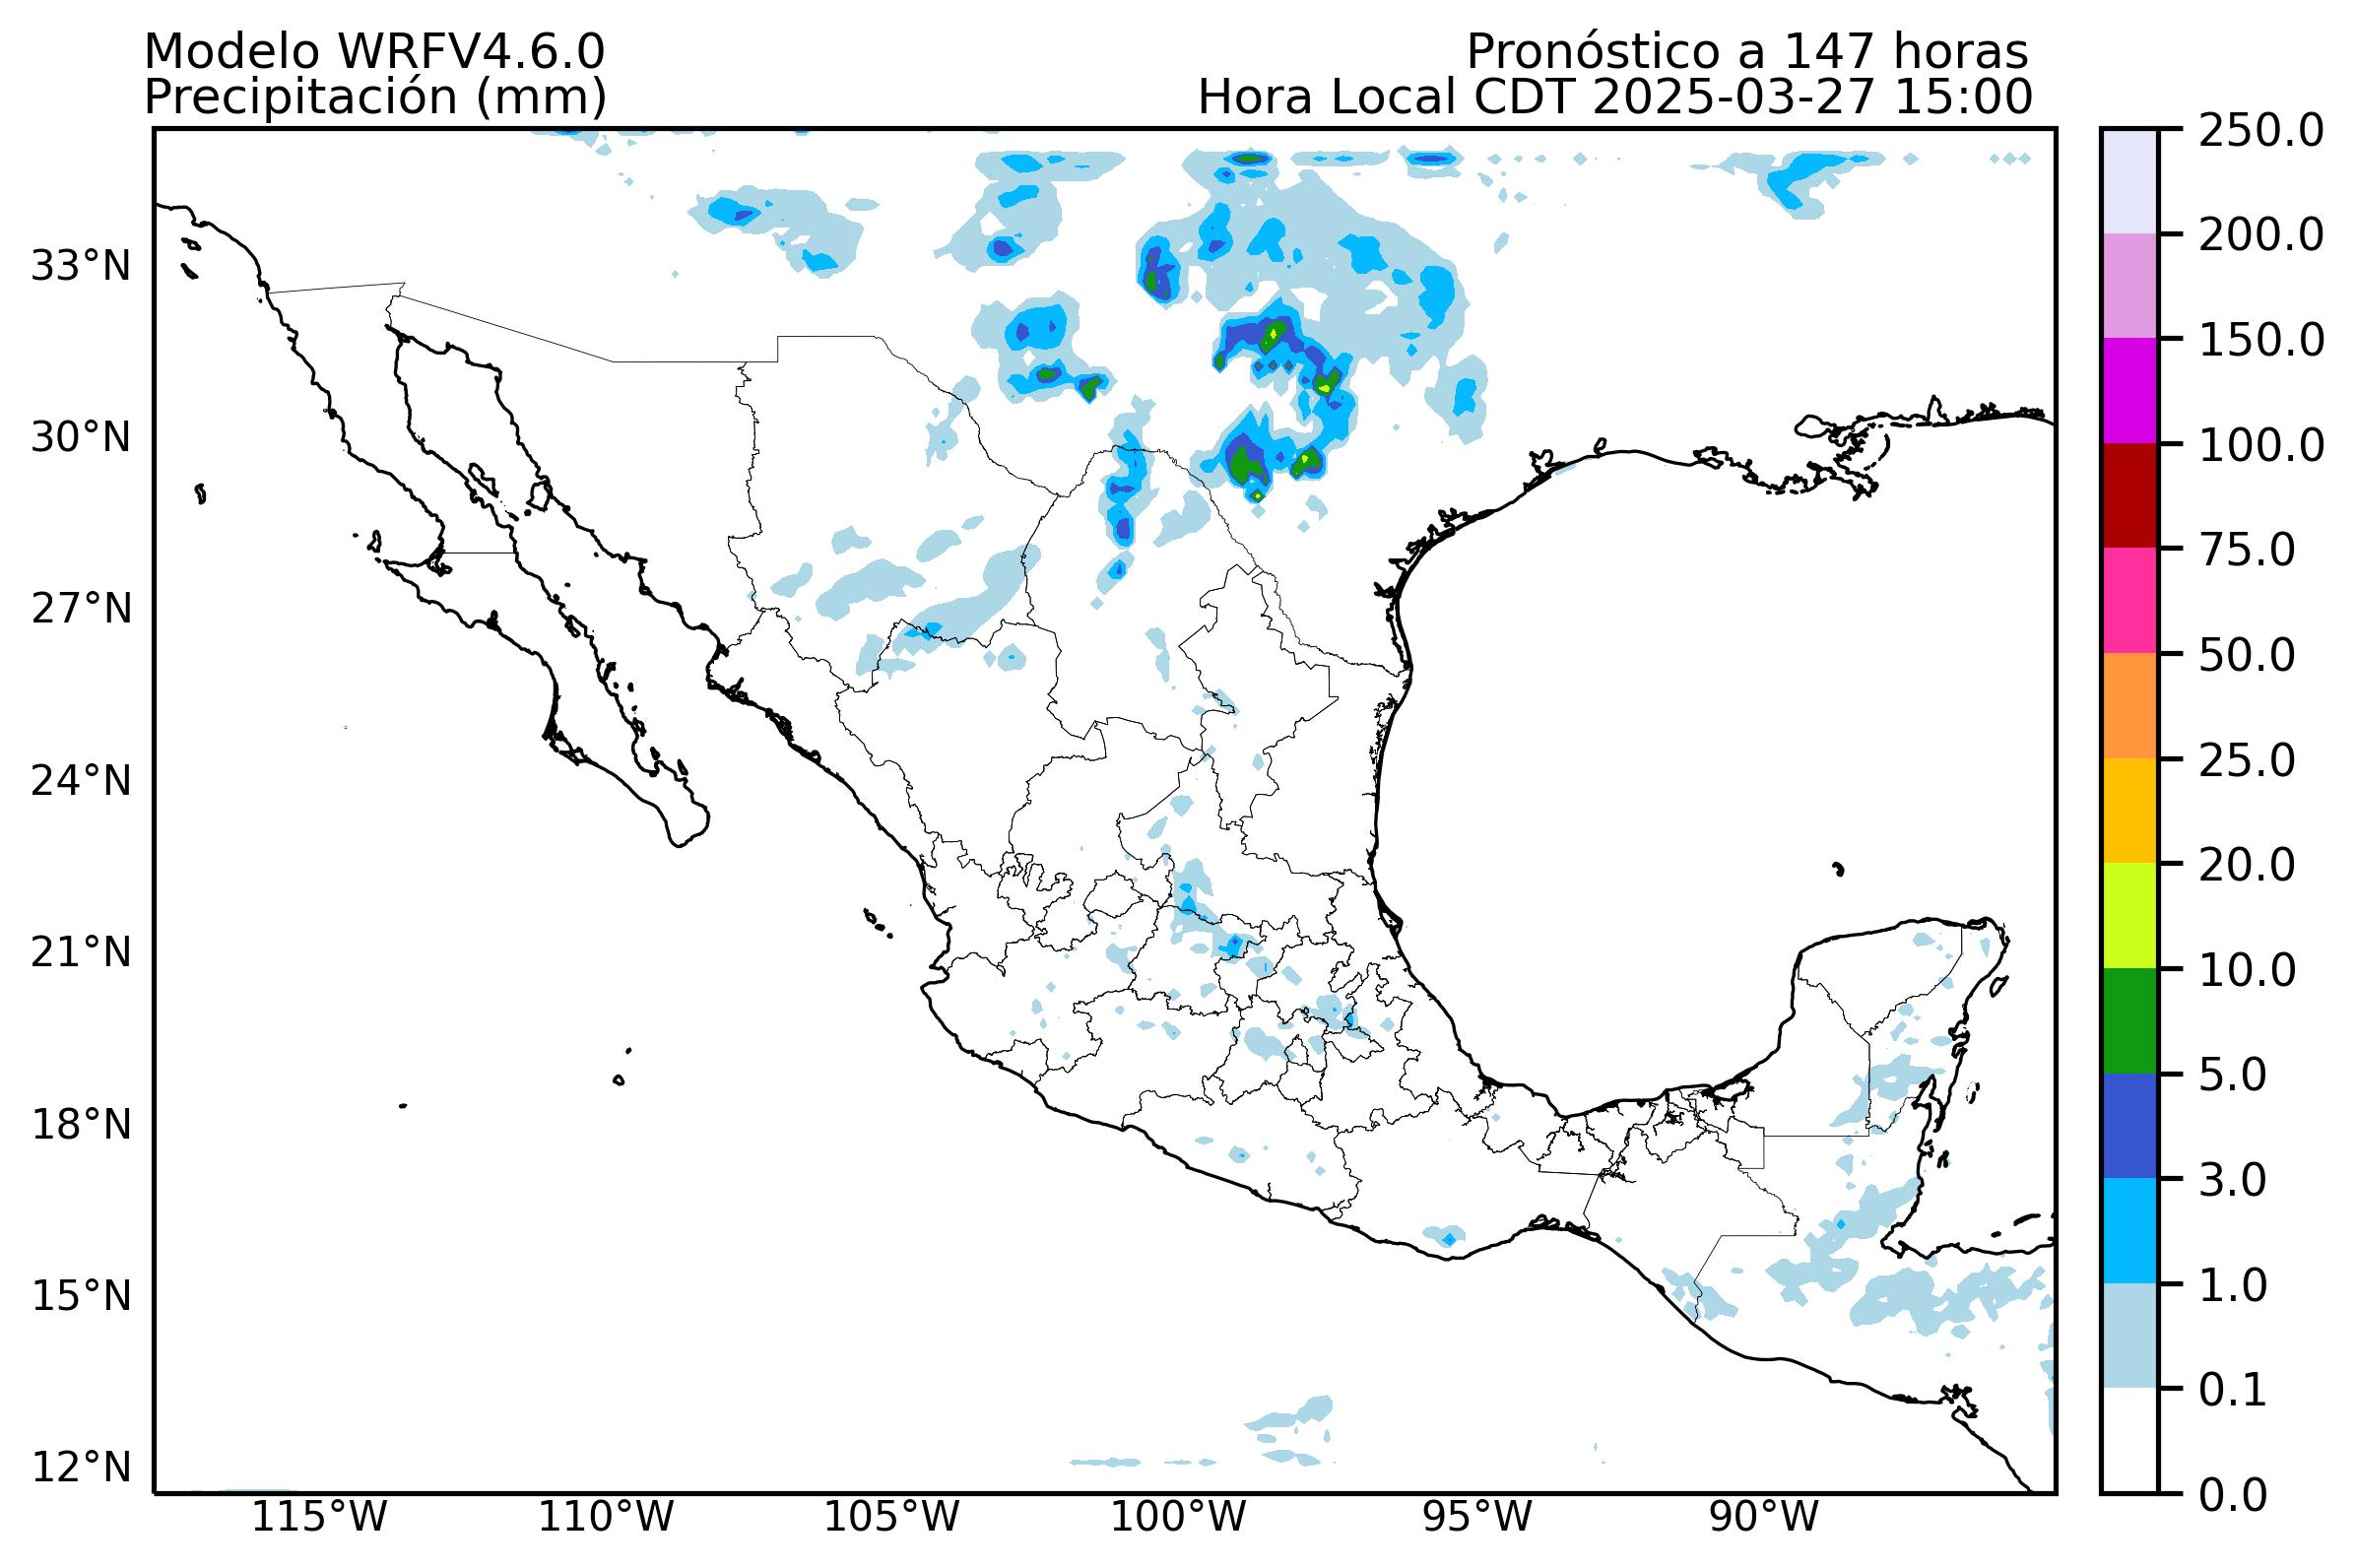 Modelo WRFV4.6.0
Pronóstico a 147 horas
Precipitación (mm)
Hora Local CDT 2025-03-27 15:00
33°N
30°N
27°N
24°N
21°N
18°N
15°N
12°N
115°W
110°W
105°W
100°W
95°W
90°W
250.0
200.0
150.0
100.0
75.0
50.0
25.0
20.0
10.0
5.0
3.0
1.0
0.1
0.0